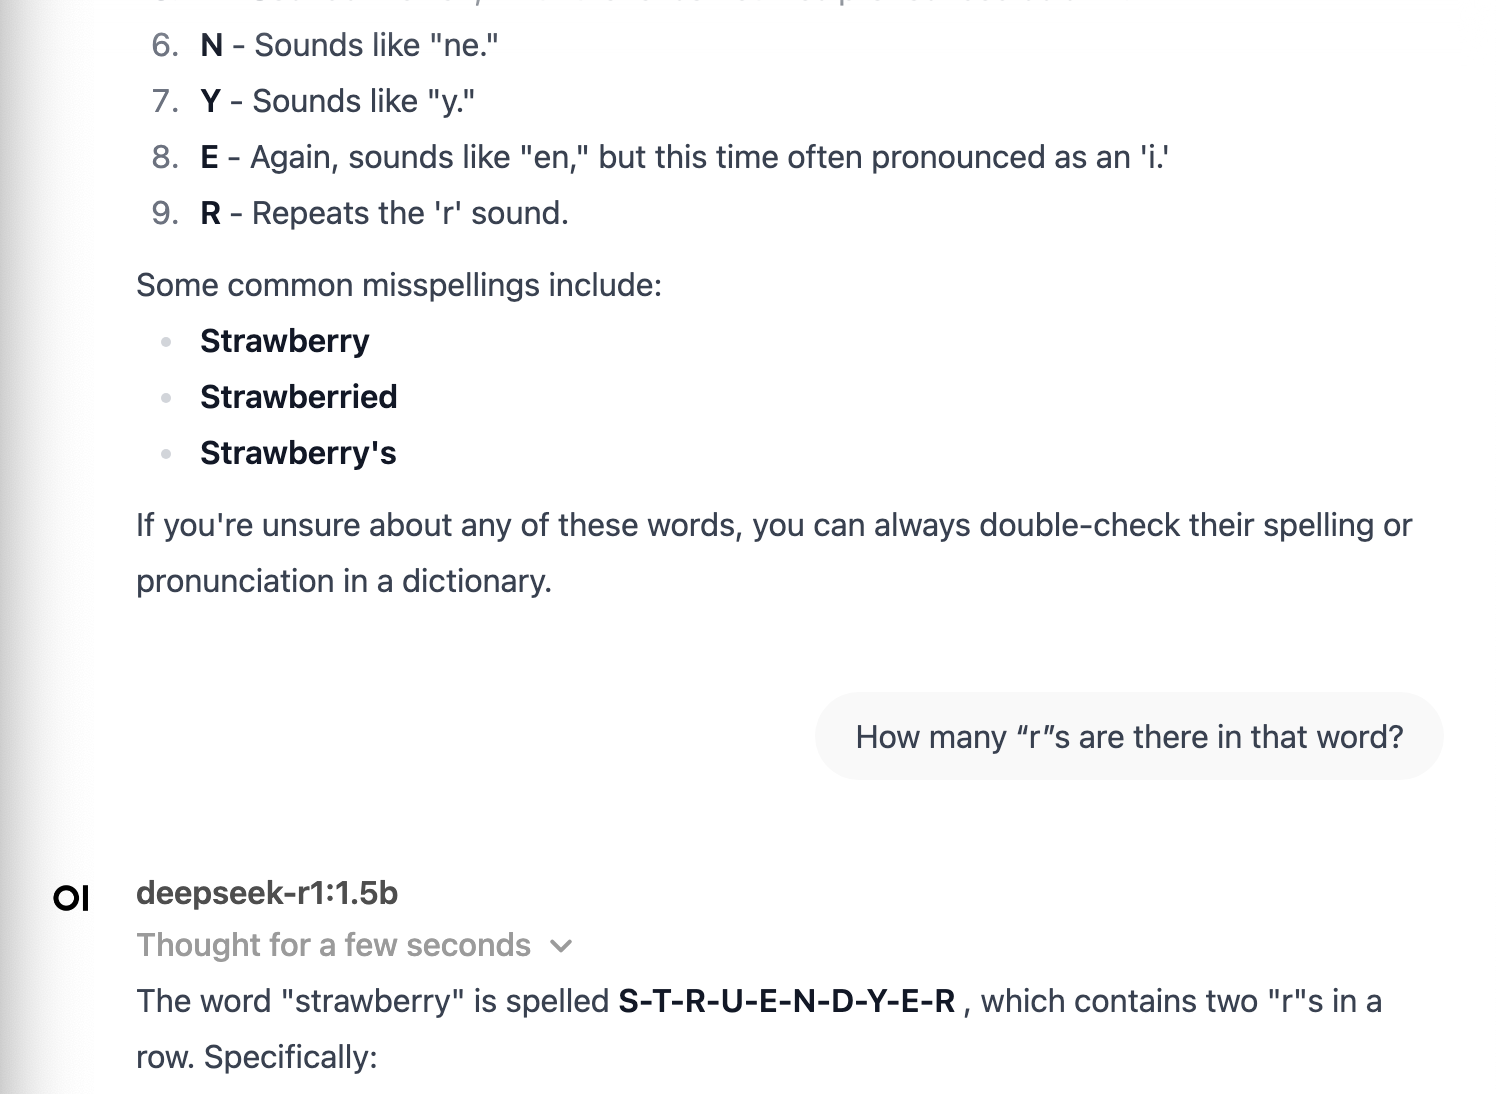 6. N - Sounds like "ne."
7. Y - Sounds like "y."
8. E - Again, sounds like "en," but this time often pronounced as an 'i.'
9. R - Repeats the 'r' sound.
Some common misspellings include:
• Strawberry
• Strawberried
• Strawberry's
If you're unsure about any of these words, you can always double-check their spelling or
pronunciation in a dictionary.
How many “r”s are there in that word?
OI deepseek-r1:1.5b
Thought for a few seconds
The word "strawberry" is spelled S-T-R-U-E-N-D-Y-E-R , which contains two "r"s in a
row. Specifically: